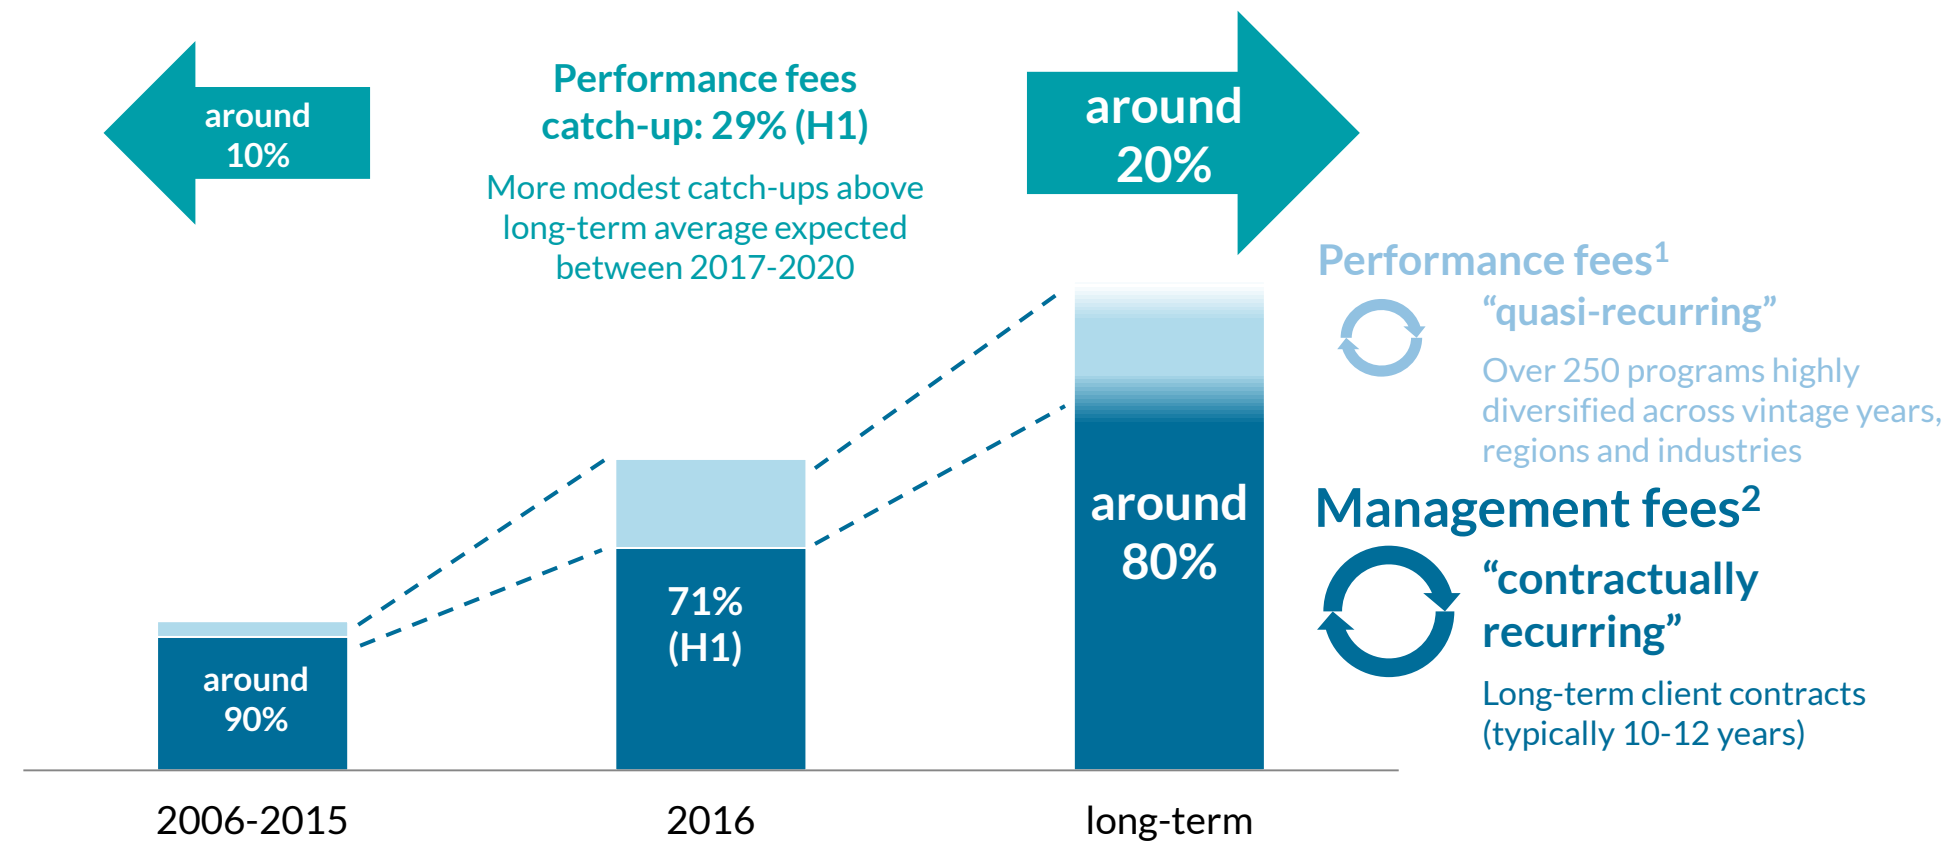 around
10%
Performance fees
catch-up: 29% (H1)
More modest catch-ups above
long-term average expected
between 2017-2020
around
20%
Performance fees¹
“quasi-recurring”
Over 250 programs highly
diversified across vintage years,
regions and industries
Management fees²
“contractually
recurring”
Long-term client contracts
(typically 10-12 years)
around
90%
71%
(H1)
around
80%
2006-2015
2016
long-term